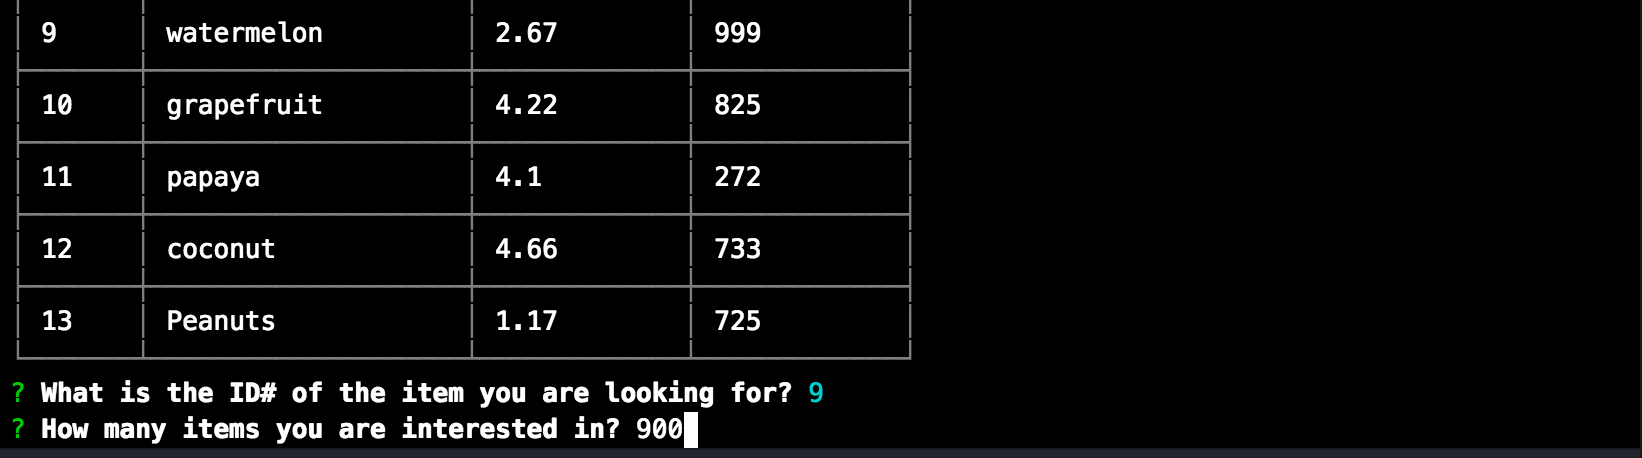 9 watermelon 2.67 999
10 grapefruit 4.22 825
11 papaya 4.1 272
12 coconut 4.66 733
13 Peanuts 1.17 725
? What is the ID# of the item you are looking for? 9
? How many items you are interested in? 900